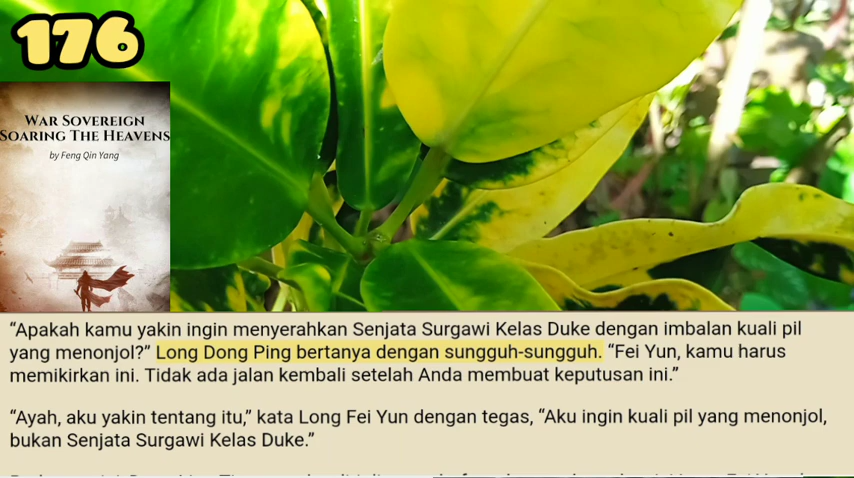 176
WAR SOVEREIGN
SOARING THE HEAVENS
by Feng Qin Yang
“Apakah kamu yakin ingin menyerahkan Senjata Surgawi Kelas Duke dengan imbalan kuali pil
yang menonjol?” Long Dong Ping bertanya dengan sungguh-sungguh. “Fei Yun, kamu harus
memikirkan ini. Tidak ada jalan kembali setelah Anda membuat keputusan ini.”
“Ayah, aku yakin tentang itu,” kata Long Fei Yun dengan tegas, “Aku ingin kuali pil yang menonjol,
bukan Senjata Surgawi Kelas Duke.”